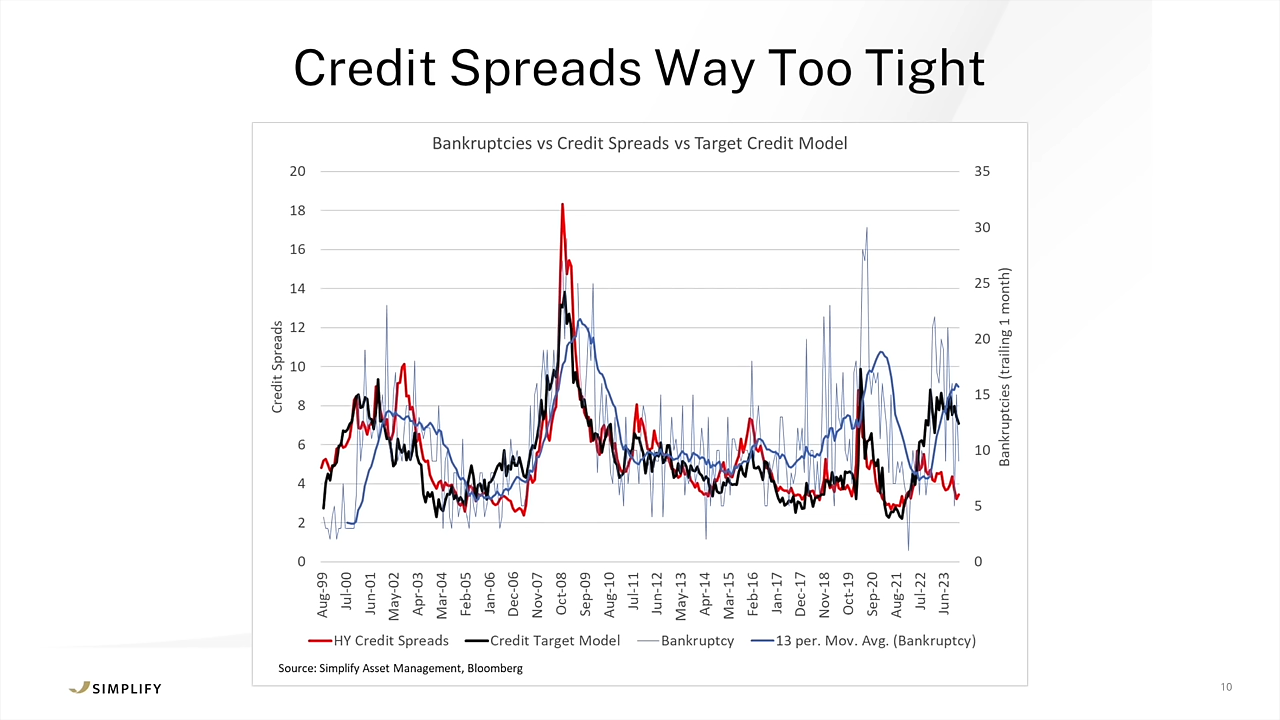 Credit Spreads Way Too Tight
Bankruptcies vs Credit Spreads vs Target Credit Model
20
18
16
14
12
10
8
6
4
2
0
Credit Spreads
35
30
25
20
15
10
5
0
Bankruptcies (trailing 1 month)
Aug-99
Jul-00
Jun-01
May-02
Apr-03
Mar-04
Feb-05
Jan-06
Dec-06
Nov-07
Oct-08
Sep-09
Aug-10
Jul-11
Jun-12
May-13
Apr-14
Mar-15
Feb-16
Jan-17
Dec-17
Nov-18
Oct-19
Sep-20
Aug-21
Jul-22
Jun-23
HY Credit Spreads Credit Target Model Bankruptcy 13 per. Mov. Avg. (Bankruptcy)
Source: Simplify Asset Management, Bloomberg
SIMPLIFY
10